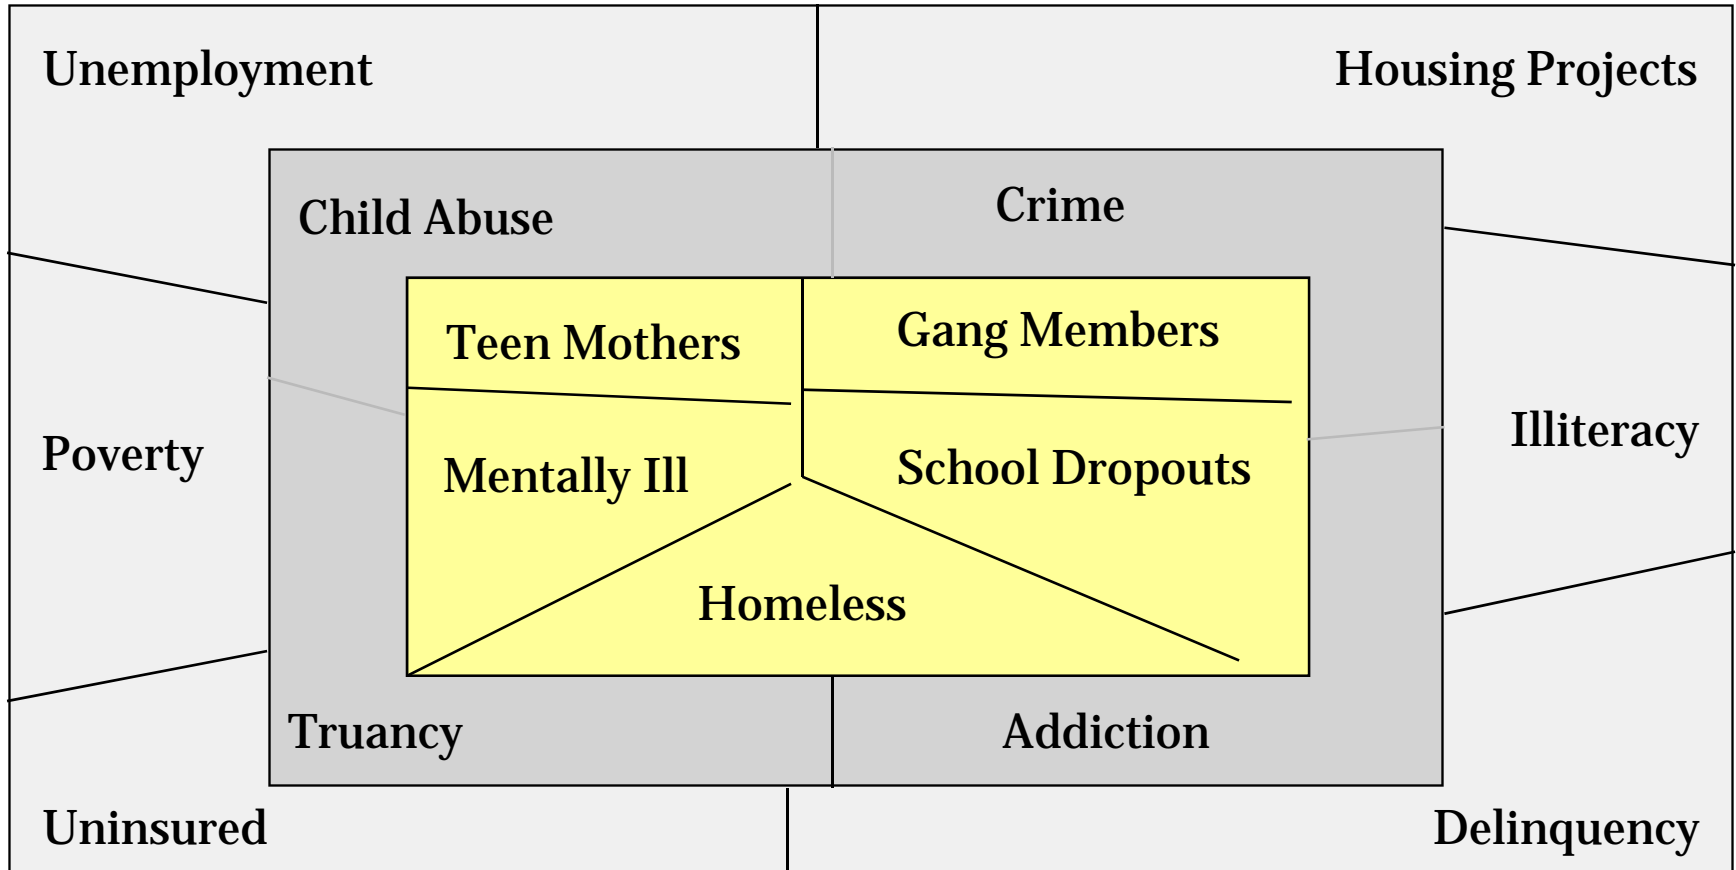 Unemployment
Housing Projects
Child Abuse
Crime
Teen Mothers
Gang Members
Poverty
Mentally Ill
School Dropouts
Illiteracy
Homeless
Truancy
Addiction
Uninsured
Delinquency